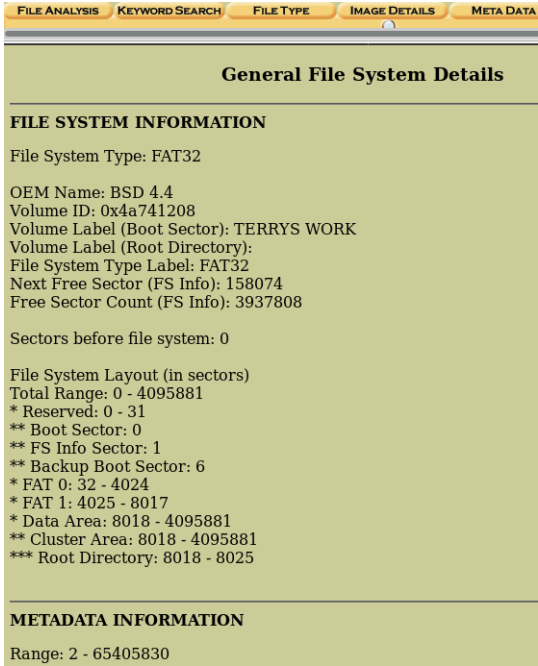 FILE ANALYSIS KEYWORD SEARCH FILE TYPE IMAGE DETAILS META DATA
General File System Details
FILE SYSTEM INFORMATION
File System Type: FAT32
OEM Name: BSD 4.4
Volume ID: 0x4a741208
Volume Label (Boot Sector): TERRYS WORK
Volume Label (Root Directory):
File System Type Label: FAT32
Next Free Sector (FS Info): 158074
Free Sector Count (FS Info): 3937808
Sectors before file system: 0
File System Layout (in sectors)
Total Range: 0 - 4095881
* Reserved: 0 - 31
** Boot Sector: 0
** FS Info Sector: 1
** Backup Boot Sector: 6
* FAT 0: 32 - 4024
* FAT 1: 4025 - 8017
* Data Area: 8018 - 4095881
** Cluster Area: 8018 - 4095881
*** Root Directory: 8018 - 8025
METADATA INFORMATION
Range: 2 - 65405830